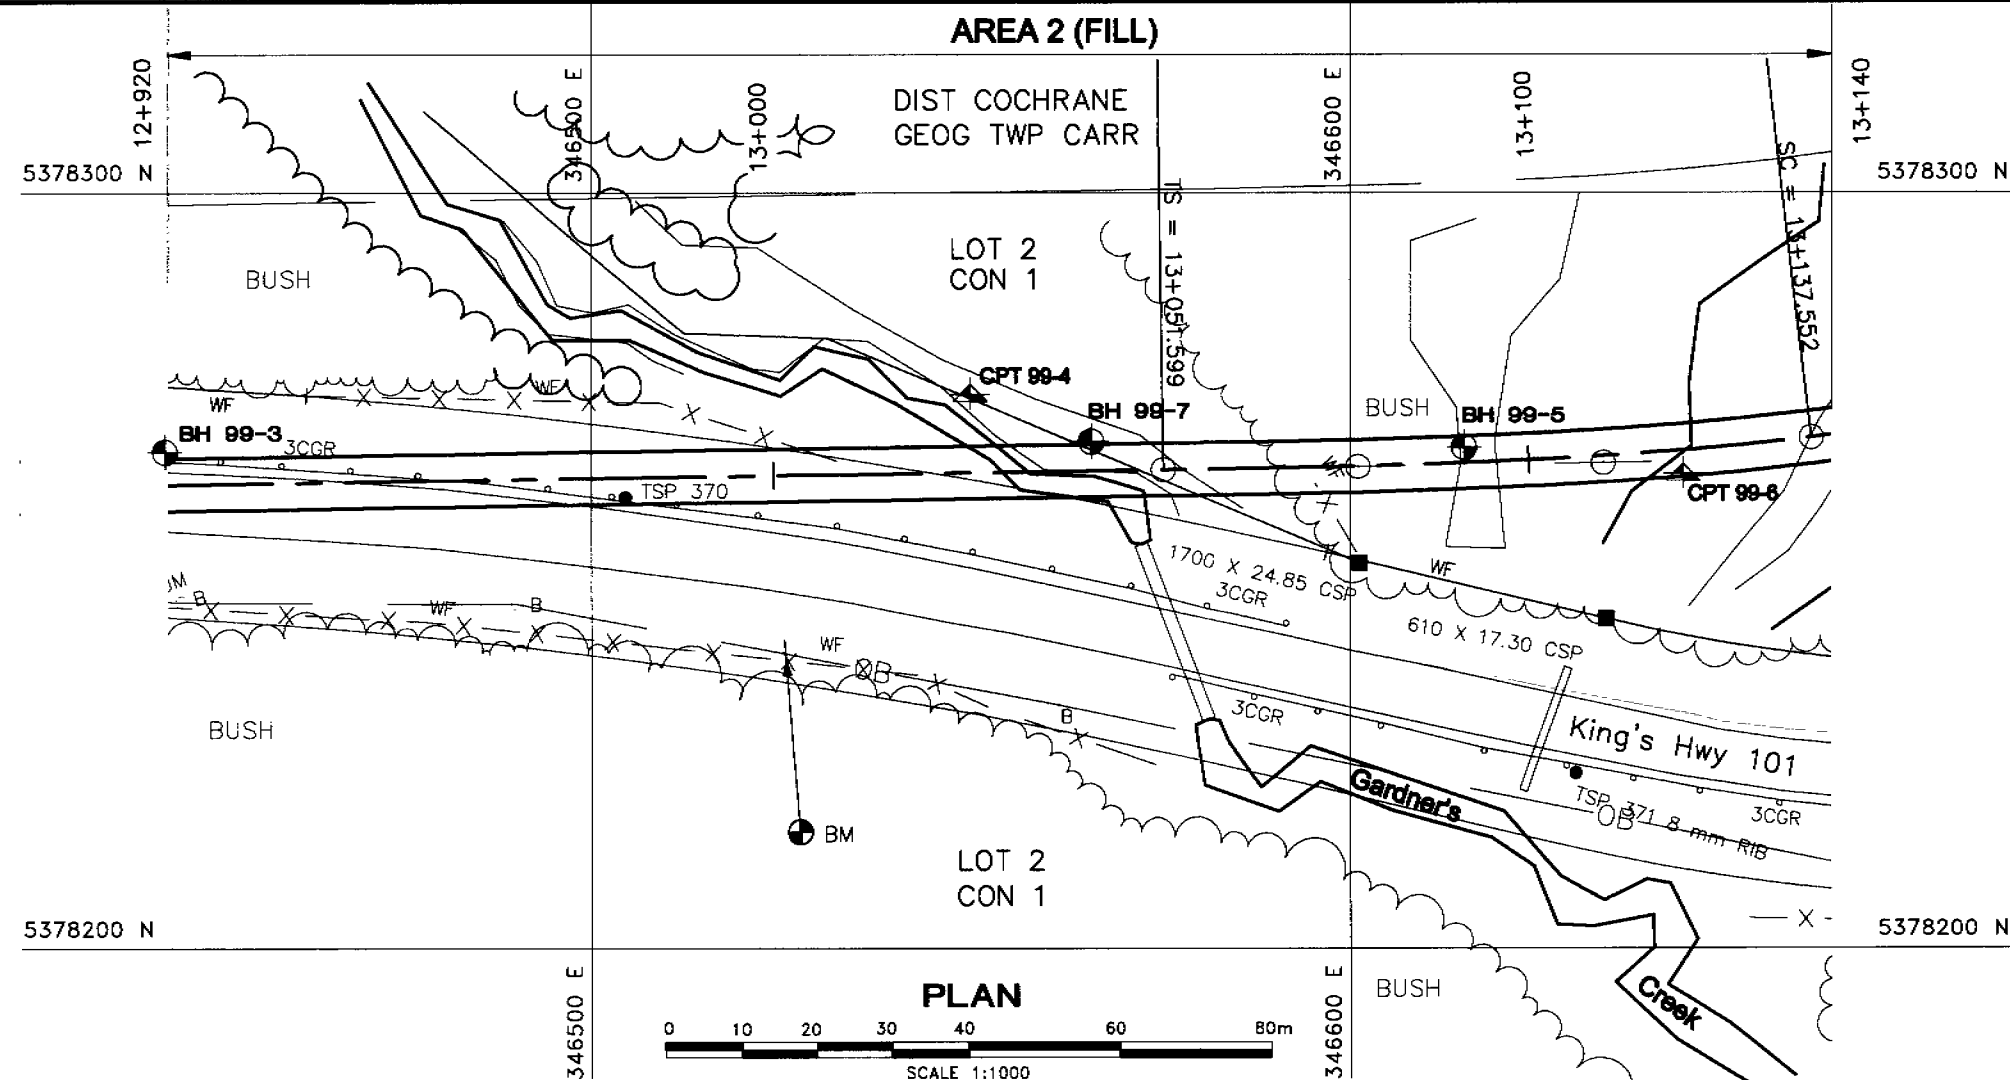 AREA 2 (FILL)
12+920
346500 E
13+000
DIST COCHRANE
GEOG TWP CARR
346600 E
13+100
13+140
5378300 N
5378300 N
TS = 13+051.599
SC = 13+137.552
LOT 2
CON 1
BUSH
WF
WF
CPT 99-4
BH 99-7
BUSH
BH 99-5
BH 99-3
3CGR
TSP 370
CPT 99-6
1700 X 24.85 CSP
3CGR
WF
B
WF
B
610 X 17.30 CSP
WF
B
BUSH
B
3CGR
King's Hwy 101
Gardner's
TSP 371 8 mm RIB
OB
3CGR
BM
LOT 2
CON 1
5378200 N
5378200 N
346500 E
PLAN
346600 E
BUSH
Creek
0 10 20 30 40 60 80m
SCALE 1:1000